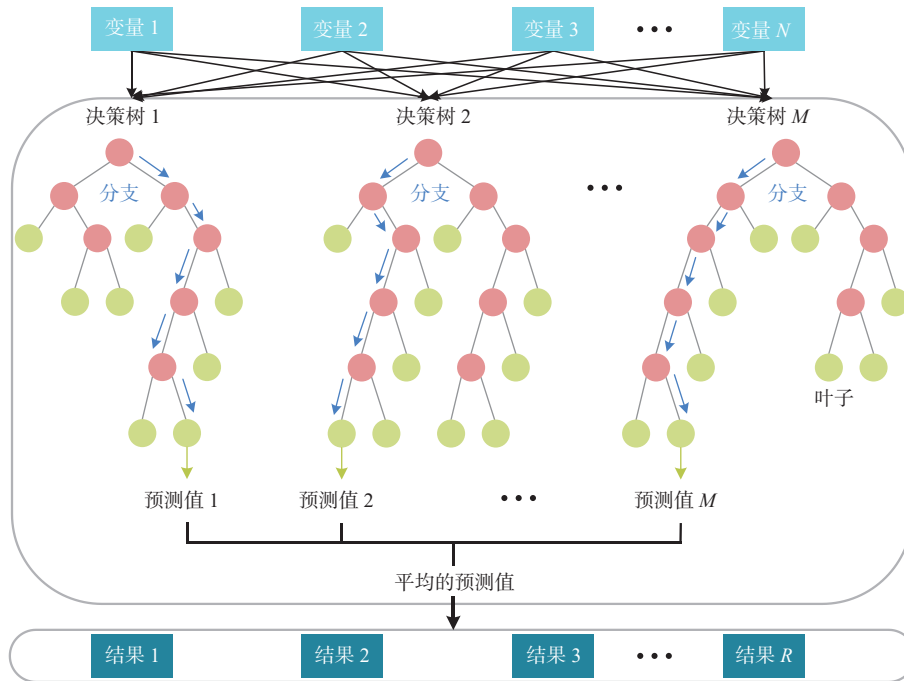 变量 1
变量 2
变量 3
变量 N
决策树 1
决策树 2
决策树 M
分支
分支
分支
叶子
预测值 1
预测值 2
预测值 M
平均的预测值
结果 1
结果 2
结果 3
结果 R